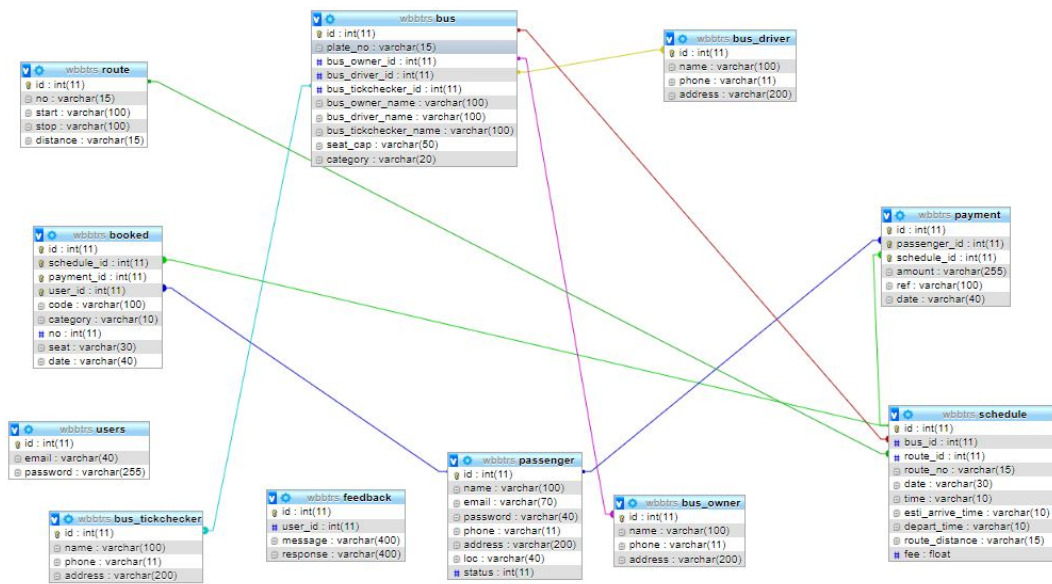 wbbtrs bus
id : int(11)
plate_no : varchar(15)
bus_owner_id : int(11)
bus_driver_id : int(11)
bus_tickchecker_id : int(11)
bus_owner_name : varchar(100)
bus_driver_name : varchar(100)
bus_tickchecker_name : varchar(100)
seat_cap : varchar(50)
category : varchar(20)
wbbtrs bus_driver
id : int(11)
name : varchar(100)
phone : varchar(11)
address : varchar(200)
wbbtrs route
id : int(11)
no : varchar(15)
start : varchar(100)
stop : varchar(100)
distance : varchar(15)
wbbtrs payment
id : int(11)
passenger_id : int(11)
schedule_id : int(11)
amount : varchar(255)
ref : varchar(100)
date : varchar(40)
wbbtrs booked
id : int(11)
schedule_id : int(11)
payment_id : int(11)
user_id : int(11)
code : varchar(100)
category : varchar(10)
no : int(11)
seat : varchar(30)
date : varchar(40)
wbbtrs schedule
id : int(11)
bus_id : int(11)
route_id : int(11)
route_no : varchar(15)
date : varchar(30)
time : varchar(10)
esti_arrive_time : varchar(10)
depart_time : varchar(10)
route_distance : varchar(15)
fee : float
wbbtrs users
id : int(11)
email : varchar(40)
password : varchar(255)
wbbtrs passenger
id : int(11)
name : varchar(100)
email : varchar(70)
password : varchar(40)
phone : varchar(11)
address : varchar(200)
loc : varchar(40)
status : int(11)
wbbtrs feedback
id : int(11)
user_id : int(11)
message : varchar(400)
response : varchar(400)
wbbtrs bus_owner
id : int(11)
name : varchar(100)
phone : varchar(11)
address : varchar(200)
wbbtrs bus_tickchecker
id : int(11)
name : varchar(100)
phone : varchar(11)
address : varchar(200)